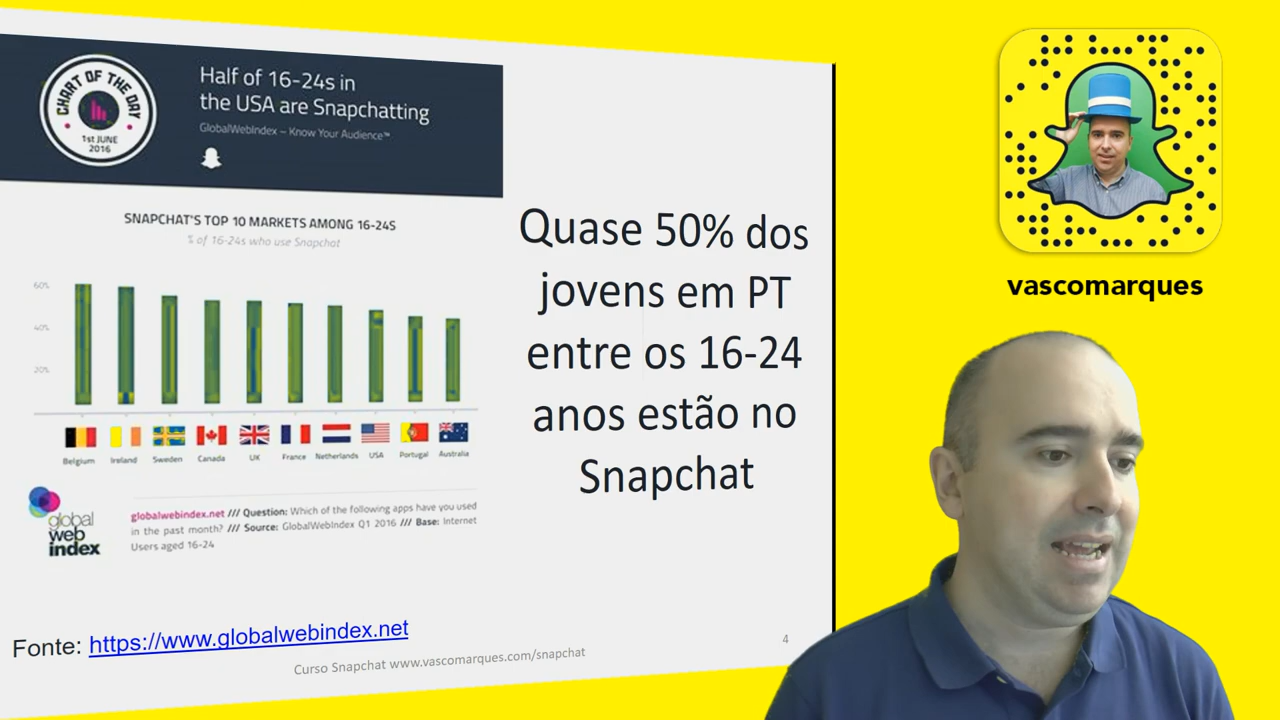 CHART OF THE DAY
1st JUNE
2016
Half of 16-24s in
the USA are Snapchatting
GlobalWebIndex – Know Your Audience™
SNAPCHAT'S TOP 10 MARKETS AMONG 16-24S
% of 16-24s who use Snapchat
60%
40%
20%
Belgium Ireland Sweden Canada UK France Netherlands USA Portugal Australia
global
web
index
globalwebindex.net /// Question: Which of the following apps have you used
in the past month? /// Source: GlobalWebIndex Q1 2016 /// Base: Internet
Users aged 16-24
Quase 50% dos
jovens em PT
entre os 16-24
anos estão no
Snapchat
Fonte: https://www.globalwebindex.net
Curso Snapchat www.vascomarques.com/snapchat
4
vascomarques